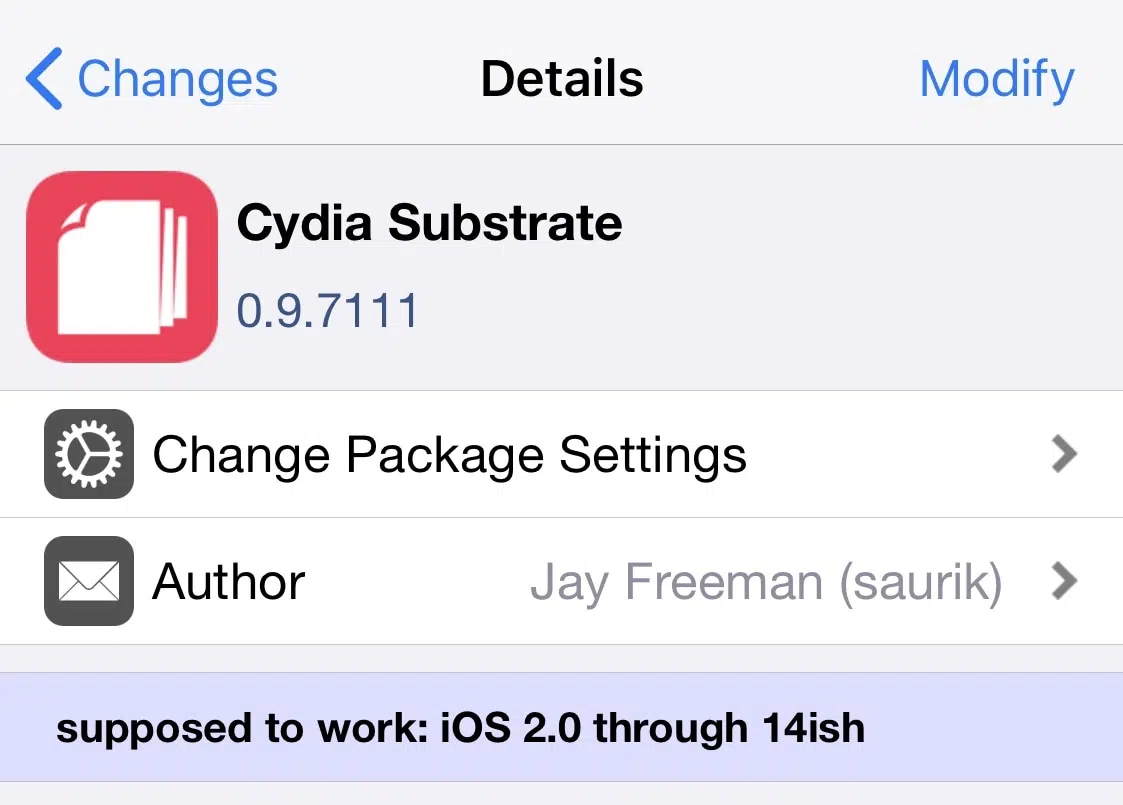 Changes Details Modify
Cydia Substrate
0.9.7111
Change Package Settings
Author Jay Freeman (saurik)
supposed to work: iOS 2.0 through 14ish